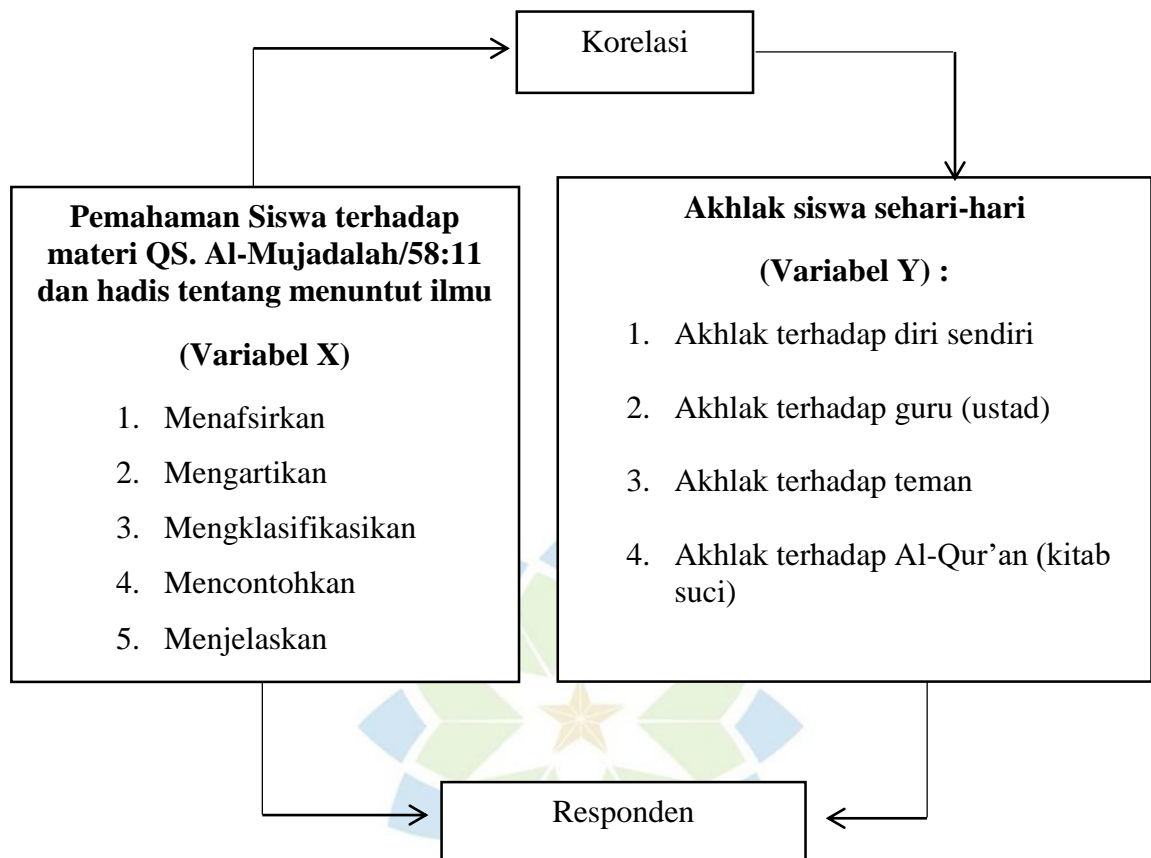 Korelasi
Pemahaman Siswa terhadap
materi QS. Al-Mujadalah/58:11
dan hadis tentang menuntut ilmu
(Variabel X)
1. Menafsirkan
2. Mengartikan
3. Mengklasifikasikan
4. Mencontohkan
5. Menjelaskan
Akhlak siswa sehari-hari
(Variabel Y) :
1. Akhlak terhadap diri sendiri
2. Akhlak terhadap guru (ustad)
3. Akhlak terhadap teman
4. Akhlak terhadap Al-Qur’an (kitab
suci)
Responden